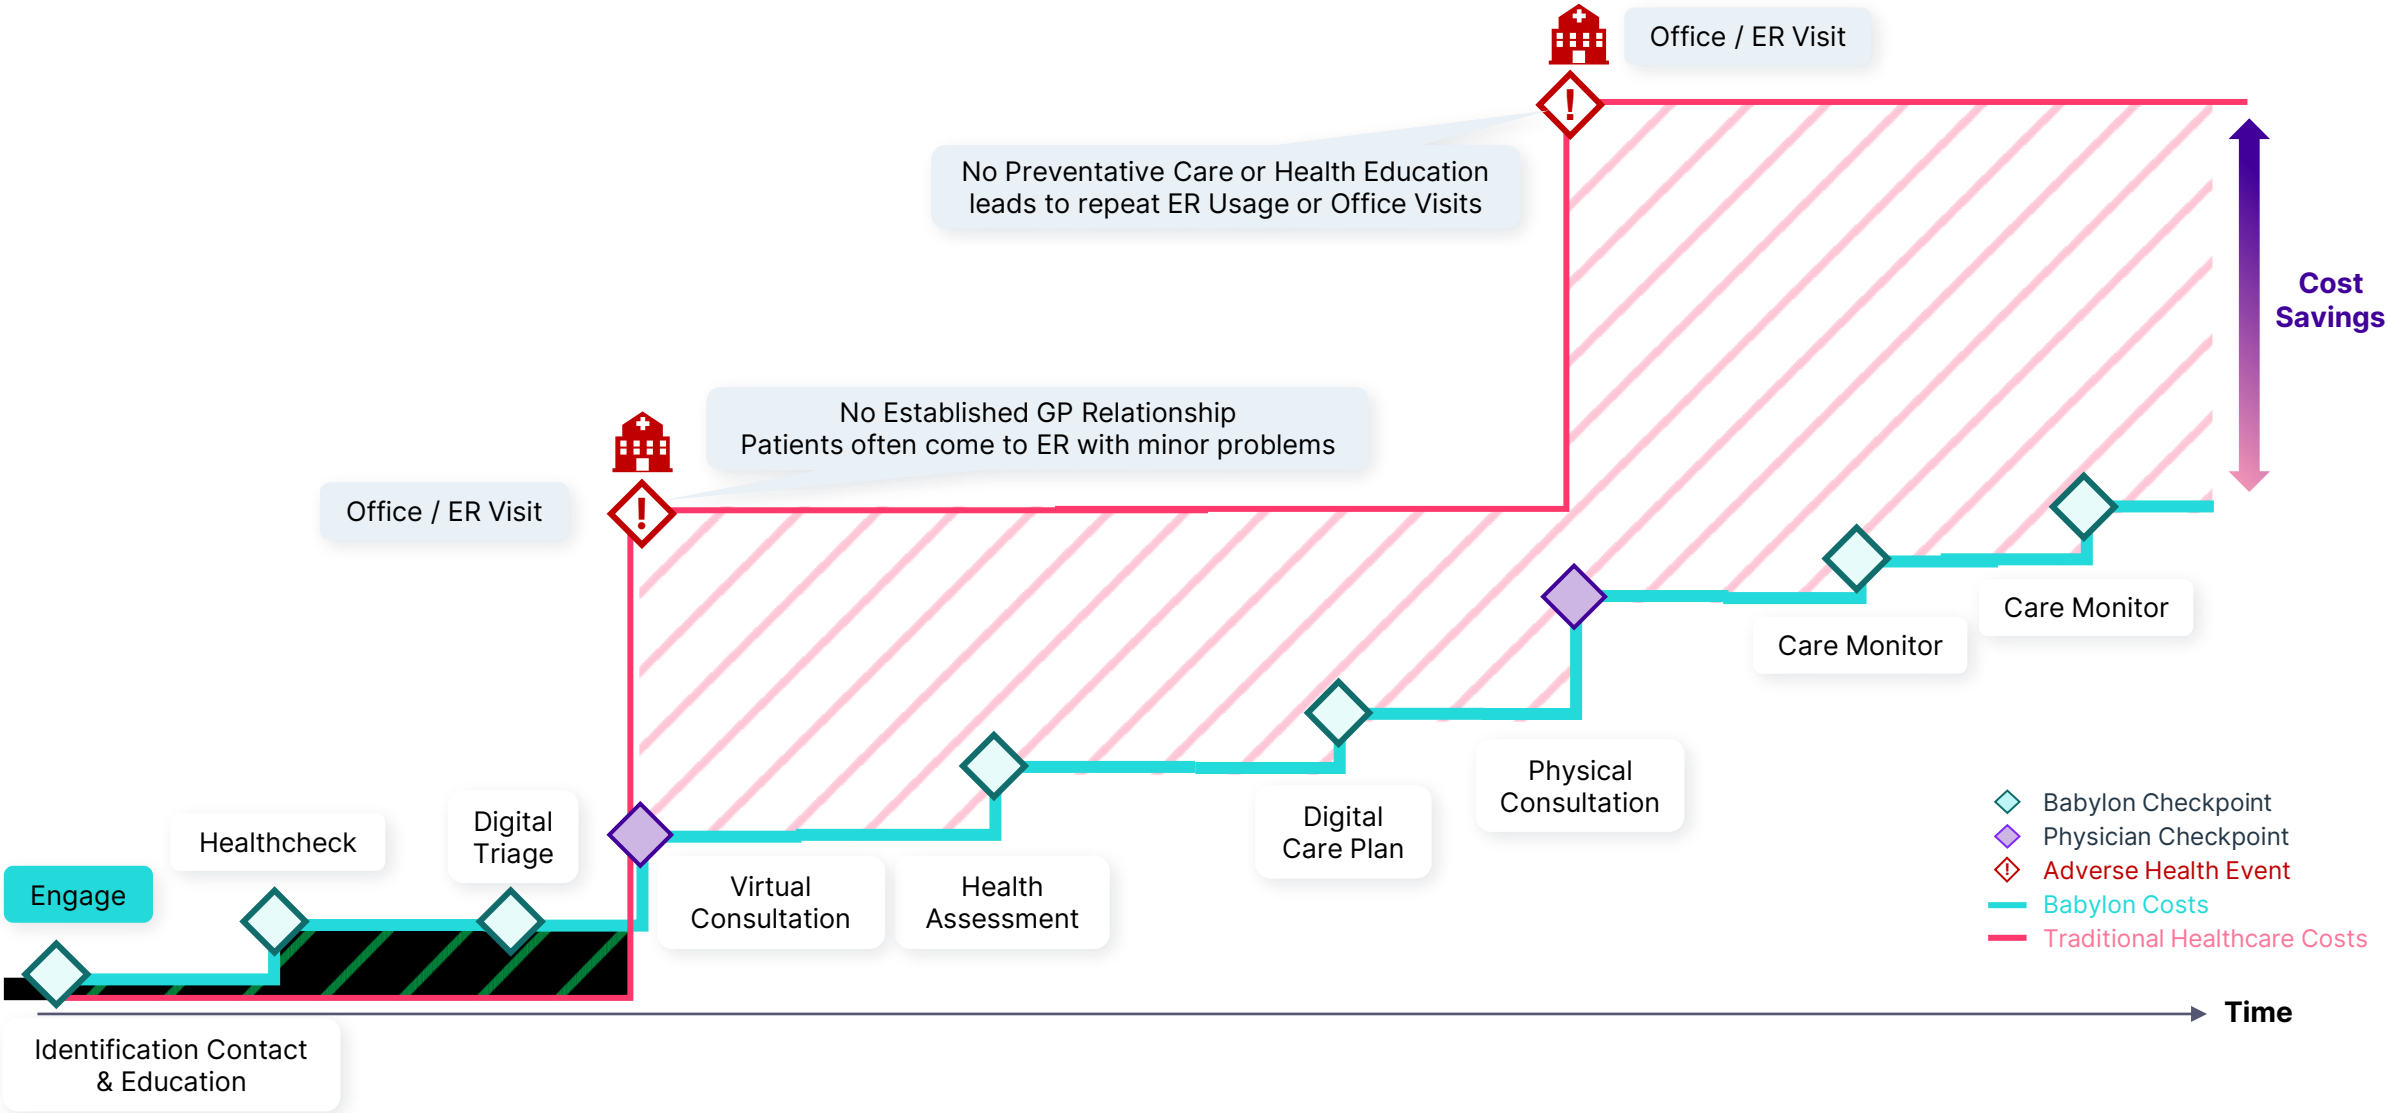 Office / ER Visit
No Preventative Care or Health Education
leads to repeat ER Usage or Office Visits
Cost
Savings
No Established GP Relationship
Patients often come to ER with minor problems
Office / ER Visit
Care Monitor
Care Monitor
Physical
Consultation
Digital
Care Plan
Digital
Triage
Healthcheck
Engage
Virtual
Consultation
Health
Assessment
Babylon Checkpoint
Physician Checkpoint
Adverse Health Event
Babylon Costs
Traditional Healthcare Costs
Time
Identification Contact
& Education